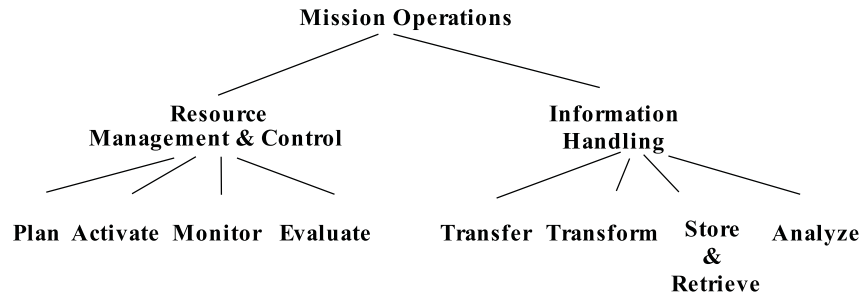 Mission Operations
Resource
Management & Control
Information
Handling
Plan Activate Monitor Evaluate
Transfer Transform Store & Retrieve Analyze